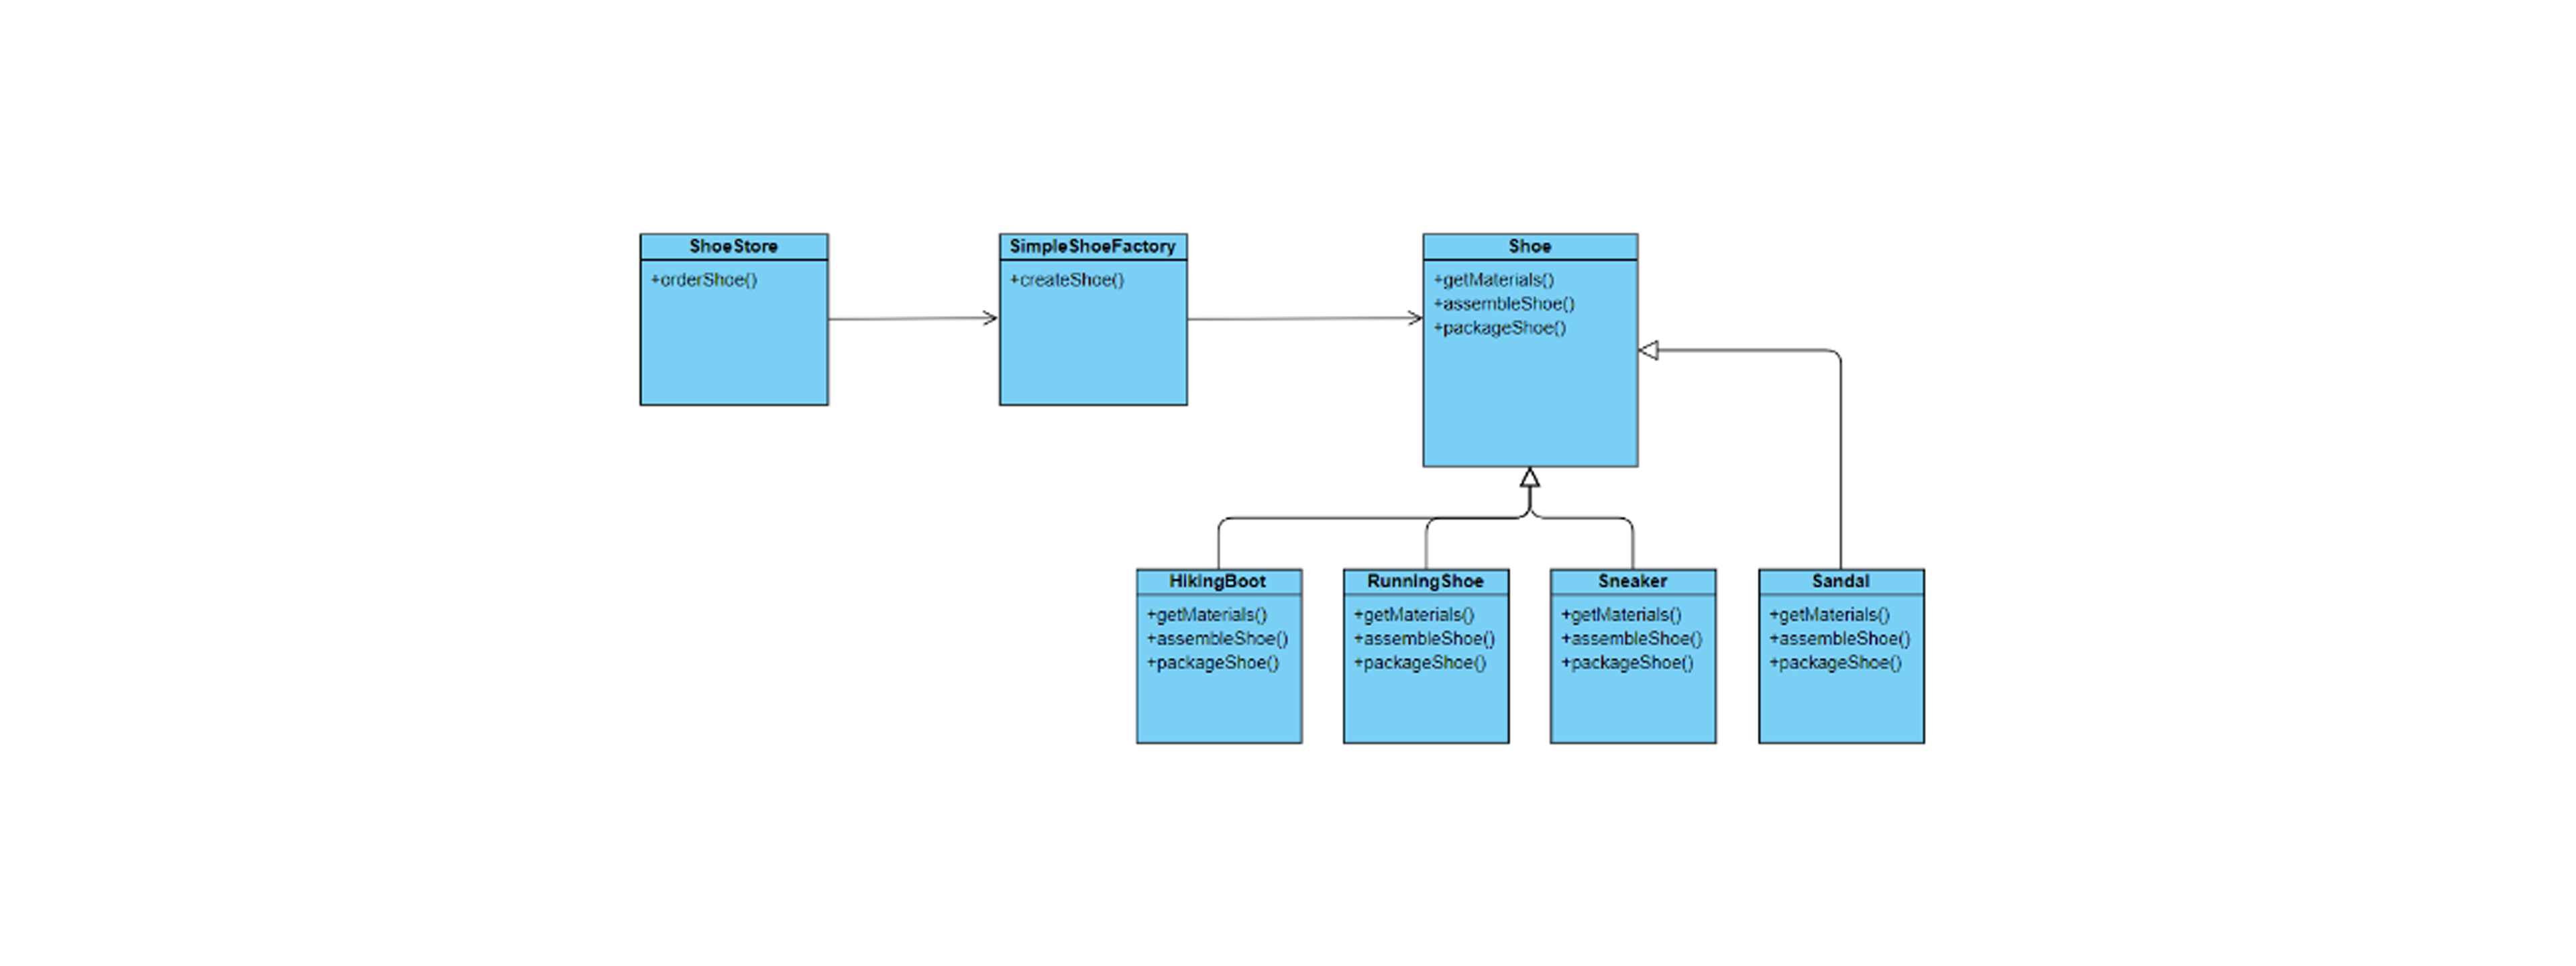 ShoeStore
+orderShoe()
SimpleShoeFactory
+createShoe()
Shoe
+getMaterials()
+assembleShoe()
+packageShoe()
HikingBoot
+getMaterials()
+assembleShoe()
+packageShoe()
RunningShoe
+getMaterials()
+assembleShoe()
+packageShoe()
Sneaker
+getMaterials()
+assembleShoe()
+packageShoe()
Sandal
+getMaterials()
+assembleShoe()
+packageShoe()